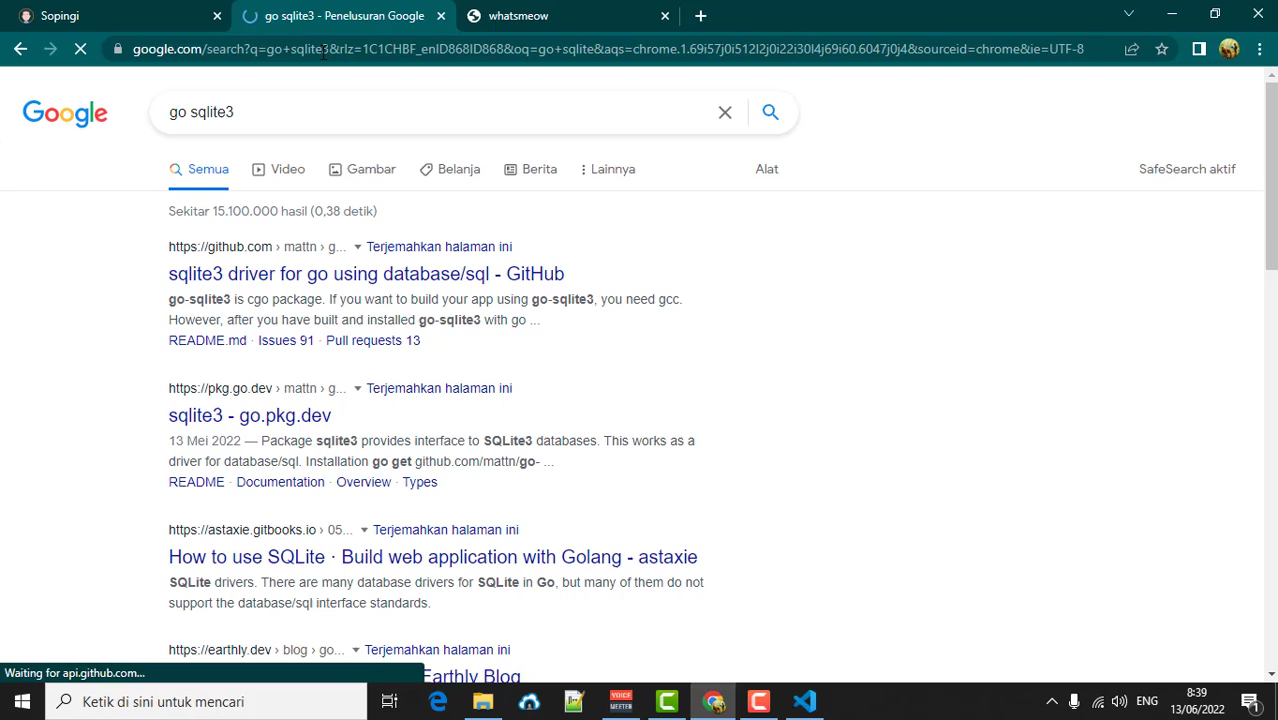 Sopingi
go sqlite3 - Penelusuran Google
whatsmeow
google.com/search?q=go+sqlite3&rlz=1C1CHBF_enID868ID868&oq=go+sqlite&aqs=chrome.1.69i57j0i512l2j0i22i30l4j69i60.6047j0j4&sourceid=chrome&ie=UTF-8
Google
go sqlite3
Semua
Video
Gambar
Belanja
Berita
Lainnya
Alat
SafeSearch aktif
Sekitar 15.100.000 hasil (0,38 detik)
https://github.com › mattn › g... Terjemahkan halaman ini
sqlite3 driver for go using database/sql - GitHub
go-sqlite3 is cgo package. If you want to build your app using go-sqlite3, you need gcc.
However, after you have built and installed go-sqlite3 with go ...
README.md · Issues 91 · Pull requests 13
https://pkg.go.dev › mattn › g... Terjemahkan halaman ini
sqlite3 - go.pkg.dev
13 Mei 2022 — Package sqlite3 provides interface to SQLite3 databases. This works as a
driver for database/sql. Installation go get github.com/mattn/go- ...
README · Documentation · Overview · Types
https://astaxie.gitbooks.io › 05... Terjemahkan halaman ini
How to use SQLite · Build web application with Golang - astaxie
SQLite drivers. There are many database drivers for SQLite in Go, but many of them do not
support the database/sql interface standards.
https://earthly.dev › blog › go... Terjemahkan halaman ini
Earthly Blog
Waiting for api.github.com...
Ketik di sini untuk mencari
VOICE
MEETER
ENG
8:39
13/06/2022
1